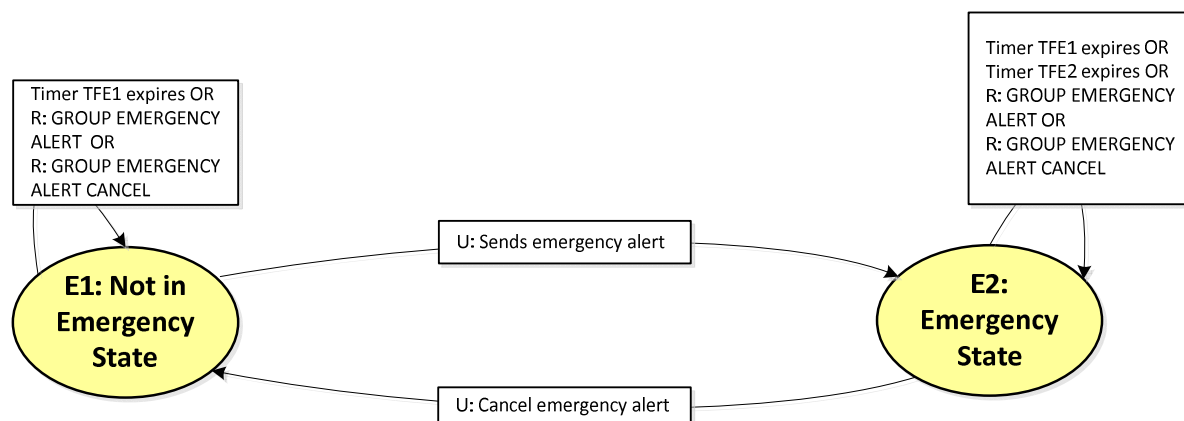 Timer TFE1 expires OR
R: GROUP EMERGENCY
ALERT OR
R: GROUP EMERGENCY
ALERT CANCEL
Timer TFE1 expires OR
Timer TFE2 expires OR
R: GROUP EMERGENCY
ALERT OR
R: GROUP EMERGENCY
ALERT CANCEL
U: Sends emergency alert
E1: Not in
Emergency
State
E2:
Emergency
State
U: Cancel emergency alert